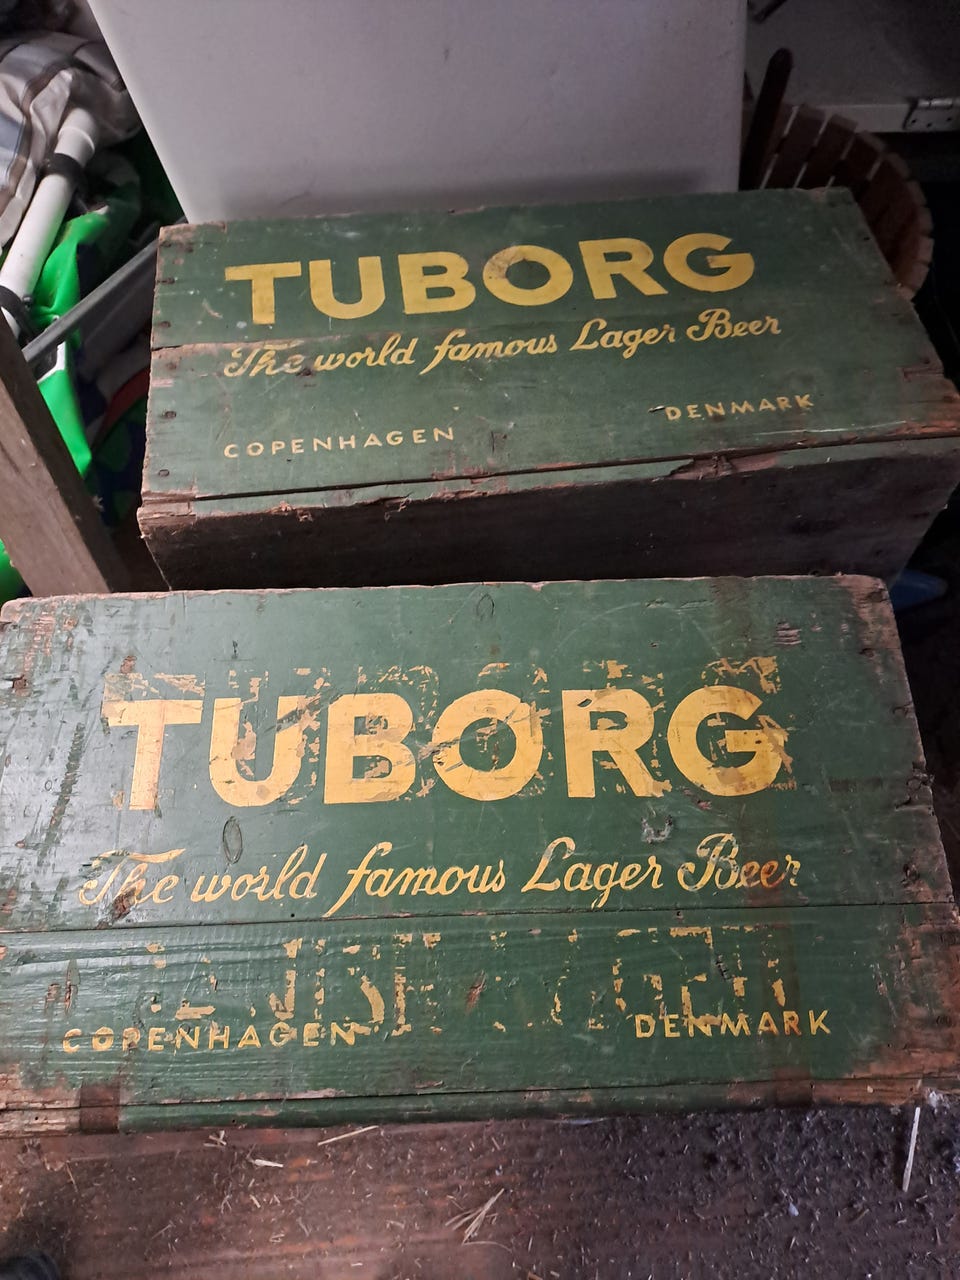 TUBORG
The world famous Lager Beer
COPENHAGEN DENMARK
TUBORG
The world famous Lager Beer
COPENHAGEN DENMARK